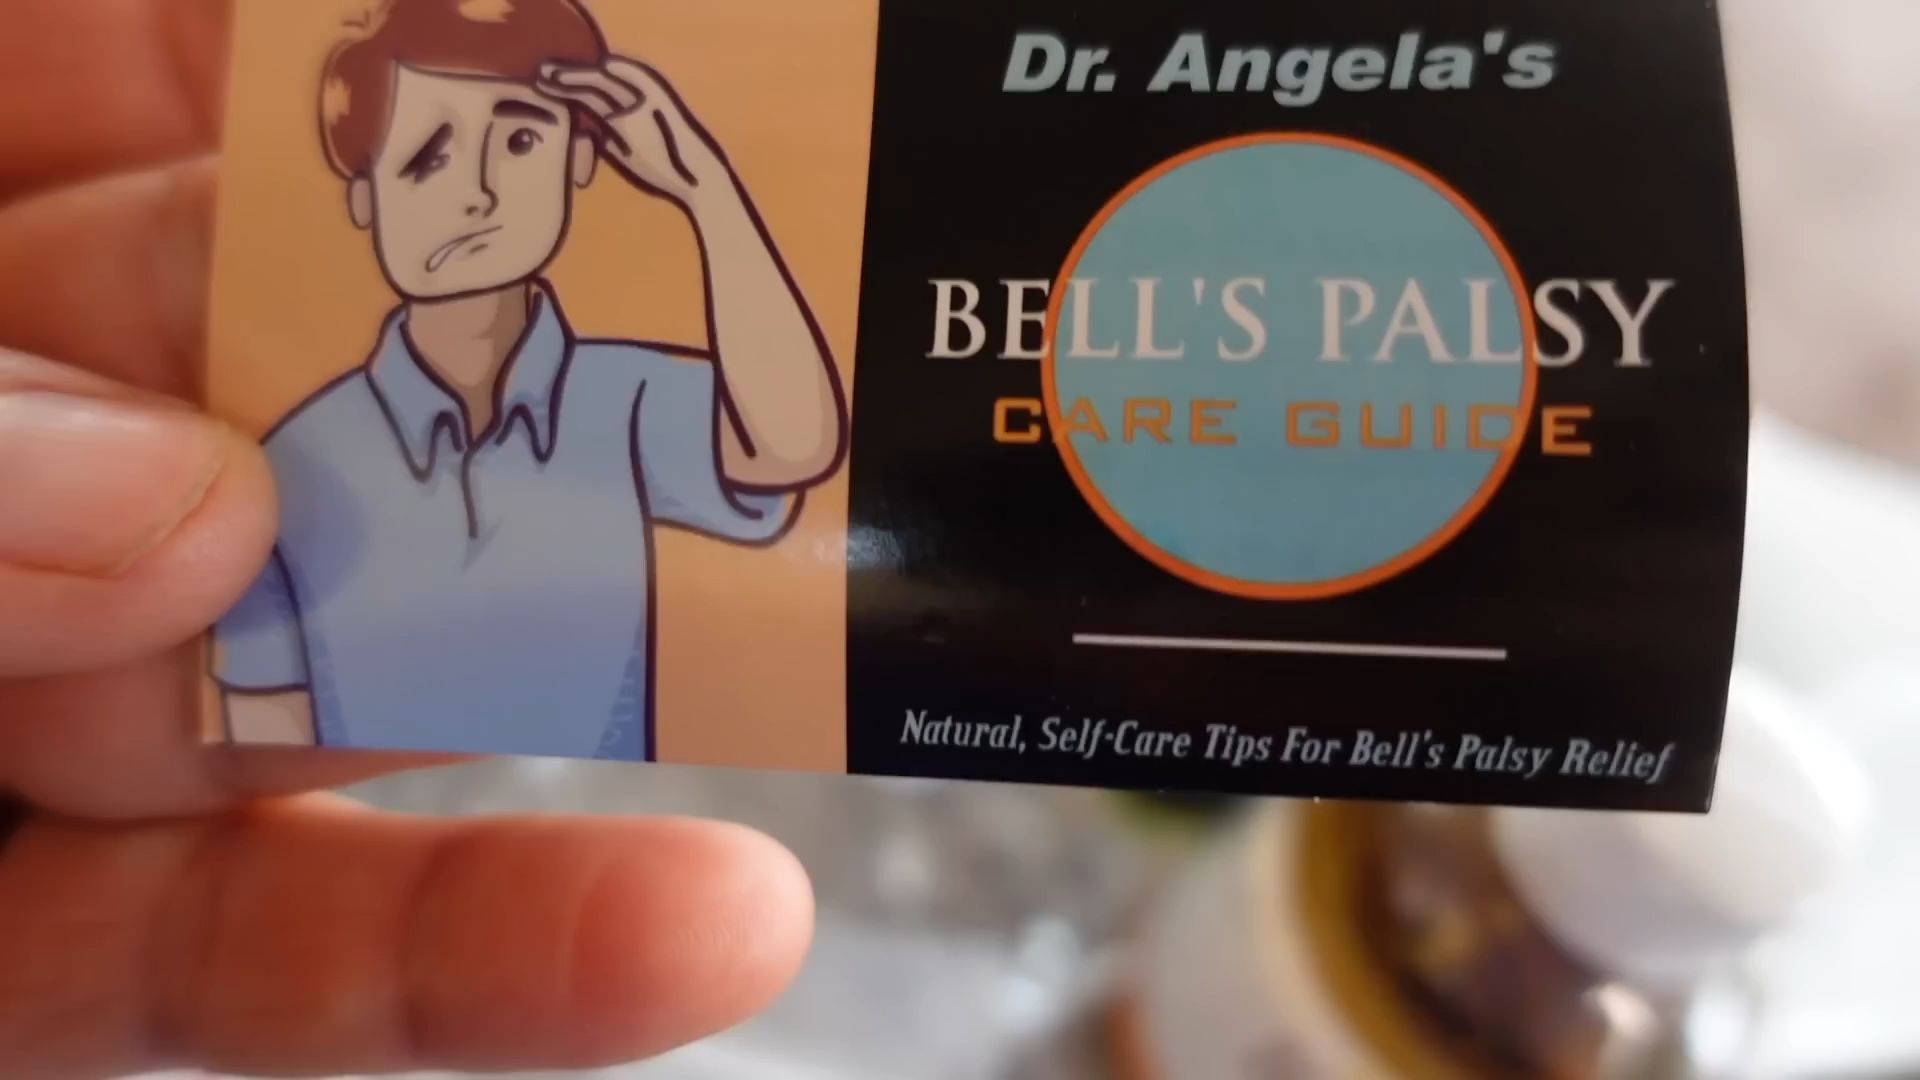 Dr. Angela's
BELL'S PALSY
CARE GUIDE
Natural, Self-Care Tips For Bell's Palsy Relief